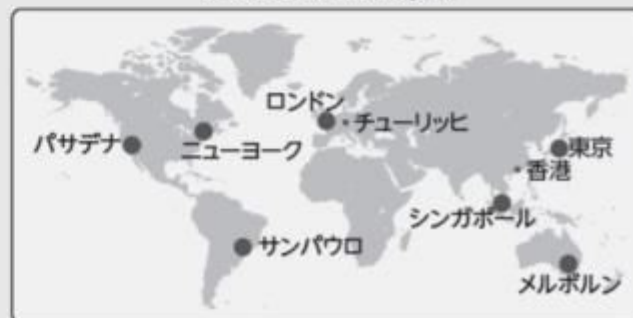 ロンドン
チューリッヒ
パサデナ
ニューヨーク
東京
香港
シンガポール
サンパウロ
メルボルン